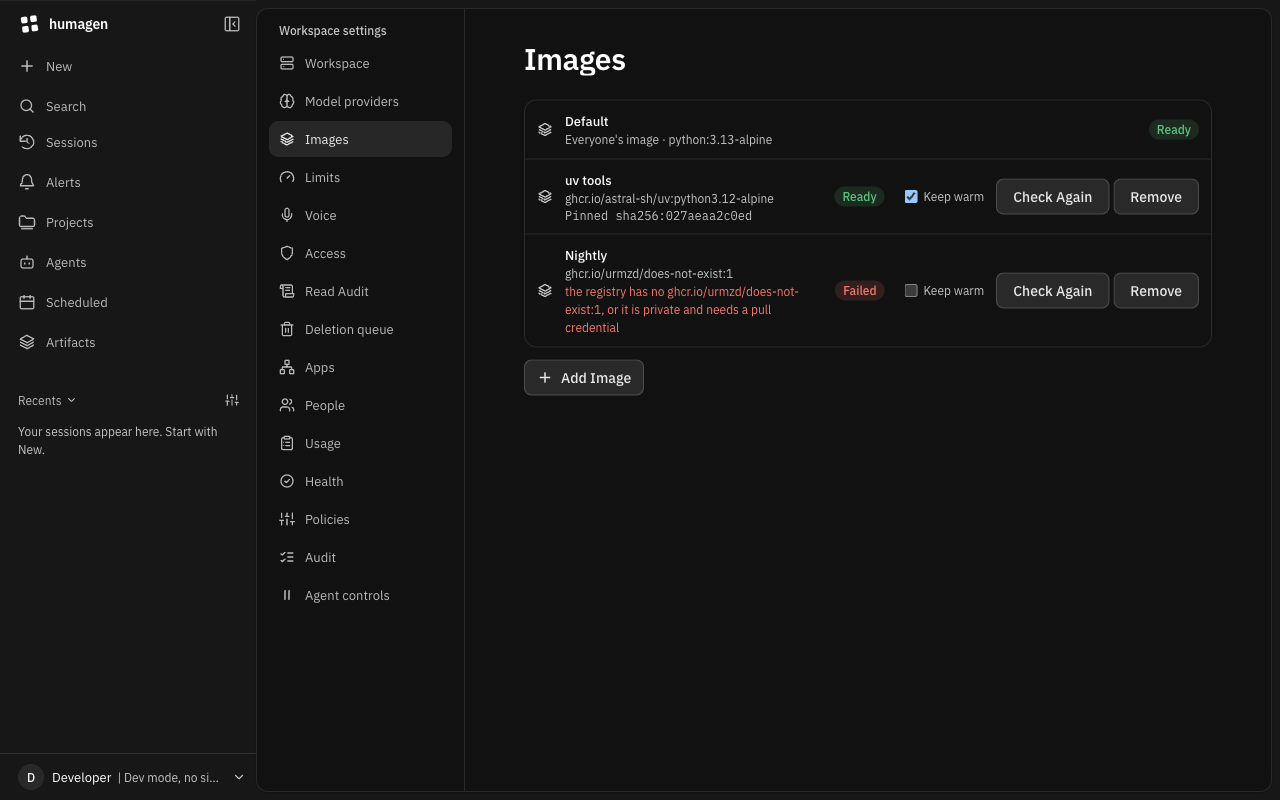 humagen
New
Search
Sessions
Alerts
Projects
Agents
Scheduled
Artifacts
Recents
Your sessions appear here. Start with
New.
D
Developer | Dev mode, no si...
Workspace settings
Workspace
Model providers
Images
Limits
Voice
Access
Read Audit
Deletion queue
Apps
People
Usage
Health
Policies
Audit
Agent controls
Images
Default
Everyone's image · python:3.13-alpine
Ready
uv tools
ghcr.io/astral-sh/uv:python3.12-alpine
Pinned sha256:027aeaa2c0ed
Ready
Keep warm
Check Again
Remove
Nightly
ghcr.io/urmzd/does-not-exist:1
the registry has no ghcr.io/urmzd/does-not-
exist:1, or it is private and needs a pull
credential
Failed
Keep warm
Check Again
Remove
Add Image